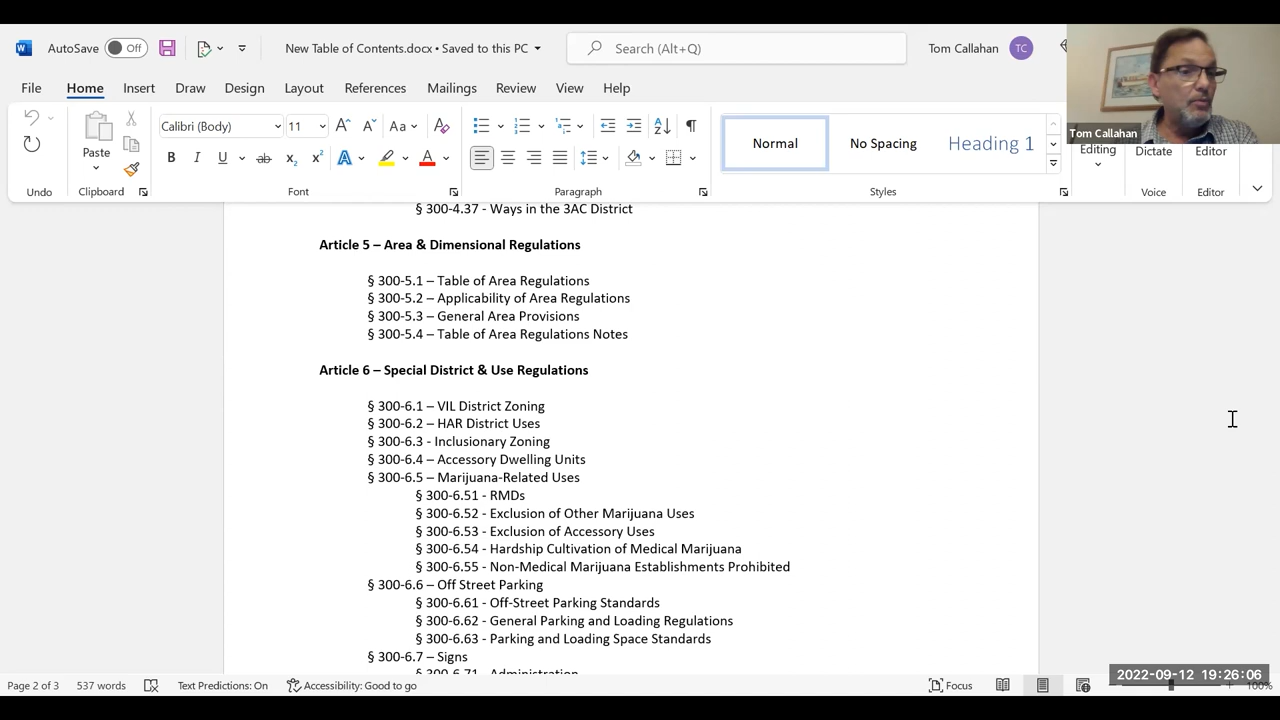 AutoSave Off New Table of Contents.docx • Saved to this PC Search (Alt+Q) Tom Callahan TC
File Home Insert Draw Design Layout References Mailings Review View Help
Tom Callahan
Calibri (Body) 11 A A Aa A
Paste
B I U ab x₂ x² A A
Normal No Spacing Heading 1
Editing Dictate Editor
Undo Clipboard Font Paragraph Styles Voice Editor
§ 300-4.37 - Ways in the 3AC District
Article 5 – Area & Dimensional Regulations
§ 300-5.1 – Table of Area Regulations
§ 300-5.2 – Applicability of Area Regulations
§ 300-5.3 – General Area Provisions
§ 300-5.4 – Table of Area Regulations Notes
Article 6 – Special District & Use Regulations
§ 300-6.1 – VIL District Zoning
§ 300-6.2 – HAR District Uses
§ 300-6.3 - Inclusionary Zoning
§ 300-6.4 – Accessory Dwelling Units
§ 300-6.5 – Marijuana-Related Uses
§ 300-6.51 - RMDs
§ 300-6.52 - Exclusion of Other Marijuana Uses
§ 300-6.53 - Exclusion of Accessory Uses
§ 300-6.54 - Hardship Cultivation of Medical Marijuana
§ 300-6.55 - Non-Medical Marijuana Establishments Prohibited
§ 300-6.6 – Off Street Parking
§ 300-6.61 - Off-Street Parking Standards
§ 300-6.62 - General Parking and Loading Regulations
§ 300-6.63 - Parking and Loading Space Standards
§ 300-6.7 – Signs
§ 300-6.71 - Administration
2022-09-12 19:26:06
Page 2 of 3 537 words Text Predictions: On Accessibility: Good to go Focus 100%